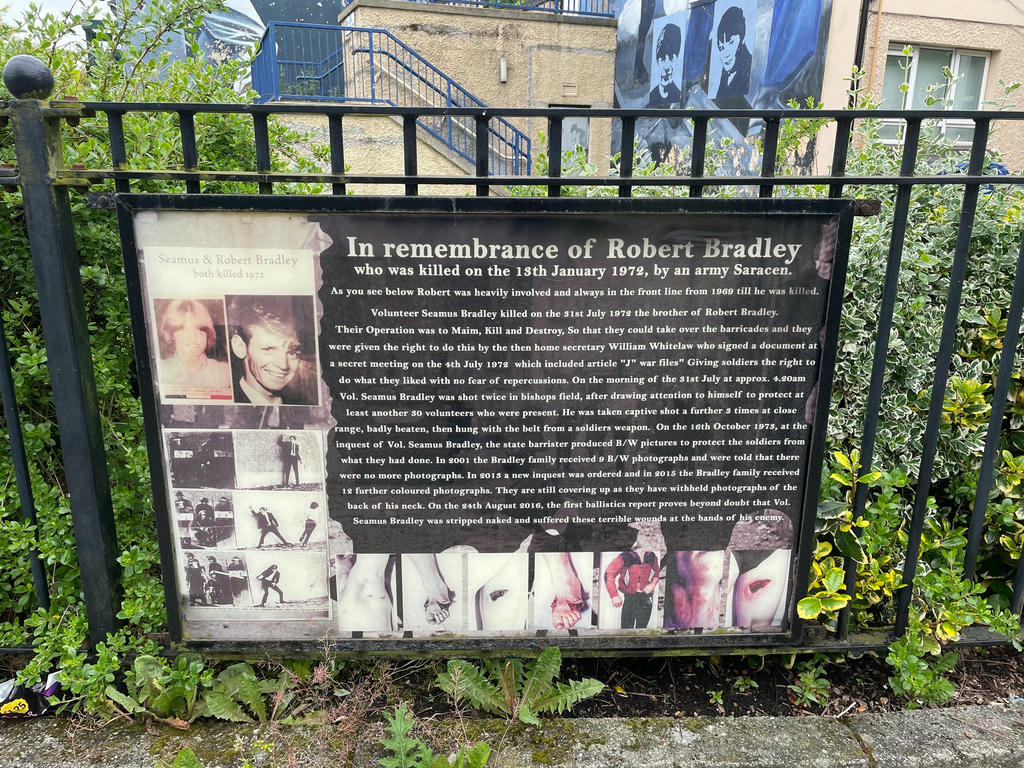 Seamus & Robert Bradley
both killed 1972
In remembrance of Robert Bradley
who was killed on the 13th January 1972, by an army Saracen.
As you see below Robert was heavily involved and always in the front line from 1969 till he was killed.
Volunteer Seamus Bradley killed on the 31st July 1972 the brother of Robert Bradley.
Their Operation was to Maim, Kill and Destroy, So that they could take over the barricades and they
were given the right to do this by the then home secretary William Whitelaw who signed a document at
a secret meeting on the 4th July 1972 which included article "J" war files" Giving soldiers the right to
do what they liked with no fear of repercussions. On the morning of the 31st July at approx. 4.20am
Vol. Seamus Bradley was shot twice in bishops field, after drawing attention to himself to protect at
least another 30 volunteers who were present. He was taken captive shot a further 3 times at close
range, badly beaten, then hung with the belt from a soldiers weapon. On the 16th October 1973, at the
inquest of Vol. Seamus Bradley, the state barrister produced B/W pictures to protect the soldiers from
what they had done. In 2001 the Bradley family received 9 B/W photographs and were told that there
were no more photographs. In 2013 a new inquest was ordered and in 2015 the Bradley family received
12 further coloured photographs. They are still covering up as they have withheld photographs of the
back of his neck. On the 24th August 2016, the first ballistics report proves beyond doubt that Vol.
Seamus Bradley was stripped naked and suffered these terrible wounds at the hands of his enemy.